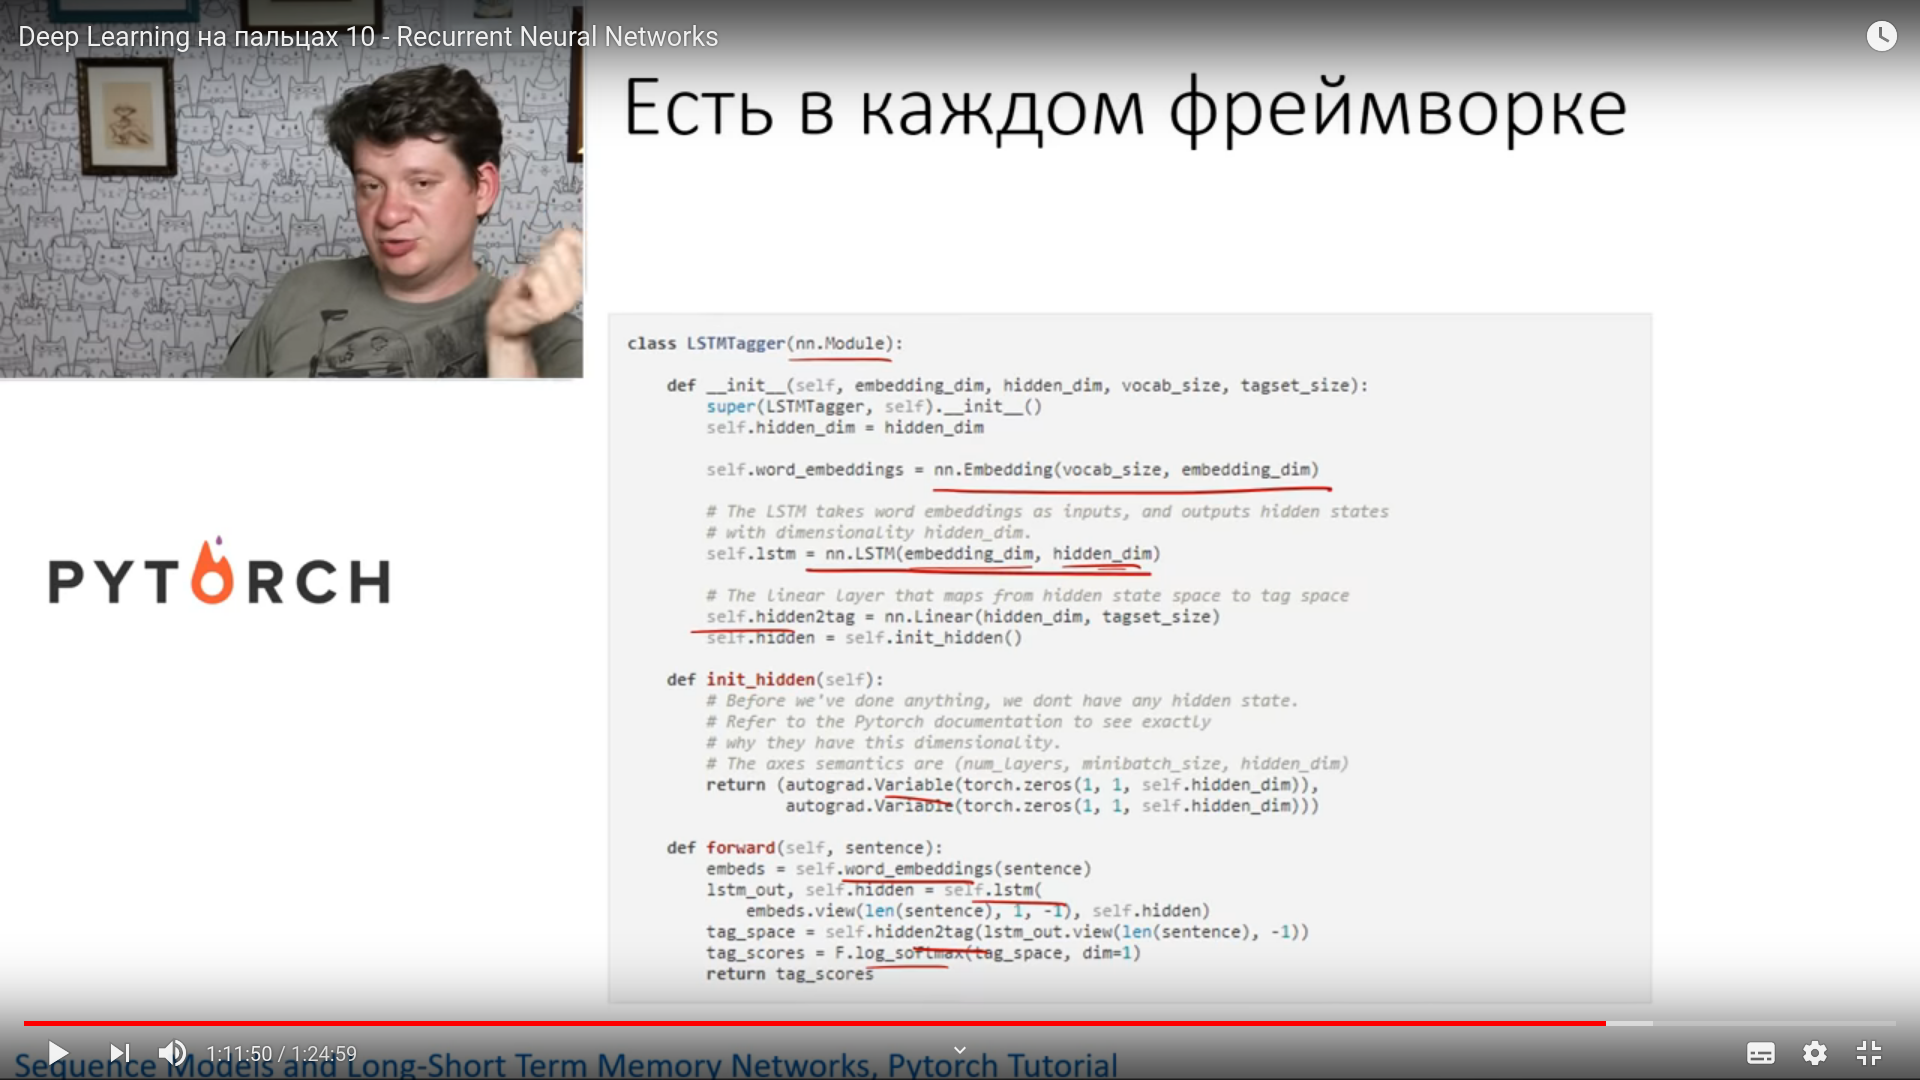 Deep Learning на пальцах 10 - Recurrent Neural Networks
Есть в каждом фреймворке
PYTORCH
class LSTMTagger(nn.Module):
def __init__(self, embedding_dim, hidden_dim, vocab_size, tagset_size):
super(LSTMTagger, self).__init__()
self.hidden_dim = hidden_dim
self.word_embeddings = nn.Embedding(vocab_size, embedding_dim)
# The LSTM takes word embeddings as inputs, and outputs hidden states
# with dimensionality hidden_dim.
self.lstm = nn.LSTM(embedding_dim, hidden_dim)
# The linear layer that maps from hidden state space to tag space
self.hidden2tag = nn.Linear(hidden_dim, tagset_size)
self.hidden = self.init_hidden()
def init_hidden(self):
# Before we've done anything, we dont have any hidden state.
# Refer to the Pytorch documentation to see exactly
# why they have this dimensionality.
# The axes semantics are (num_layers, minibatch_size, hidden_dim)
return (autograd.Variable(torch.zeros(1, 1, self.hidden_dim)),
autograd.Variable(torch.zeros(1, 1, self.hidden_dim)))
def forward(self, sentence):
embeds = self.word_embeddings(sentence)
lstm_out, self.hidden = self.lstm(
embeds.view(len(sentence), 1, -1), self.hidden)
tag_space = self.hidden2tag(lstm_out.view(len(sentence), -1))
tag_scores = F.log_softmax(tag_space, dim=1)
return tag_scores
1:11:50 / 1:24:59
Sequence Models and Long-Short Term Memory Networks, Pytorch Tutorial